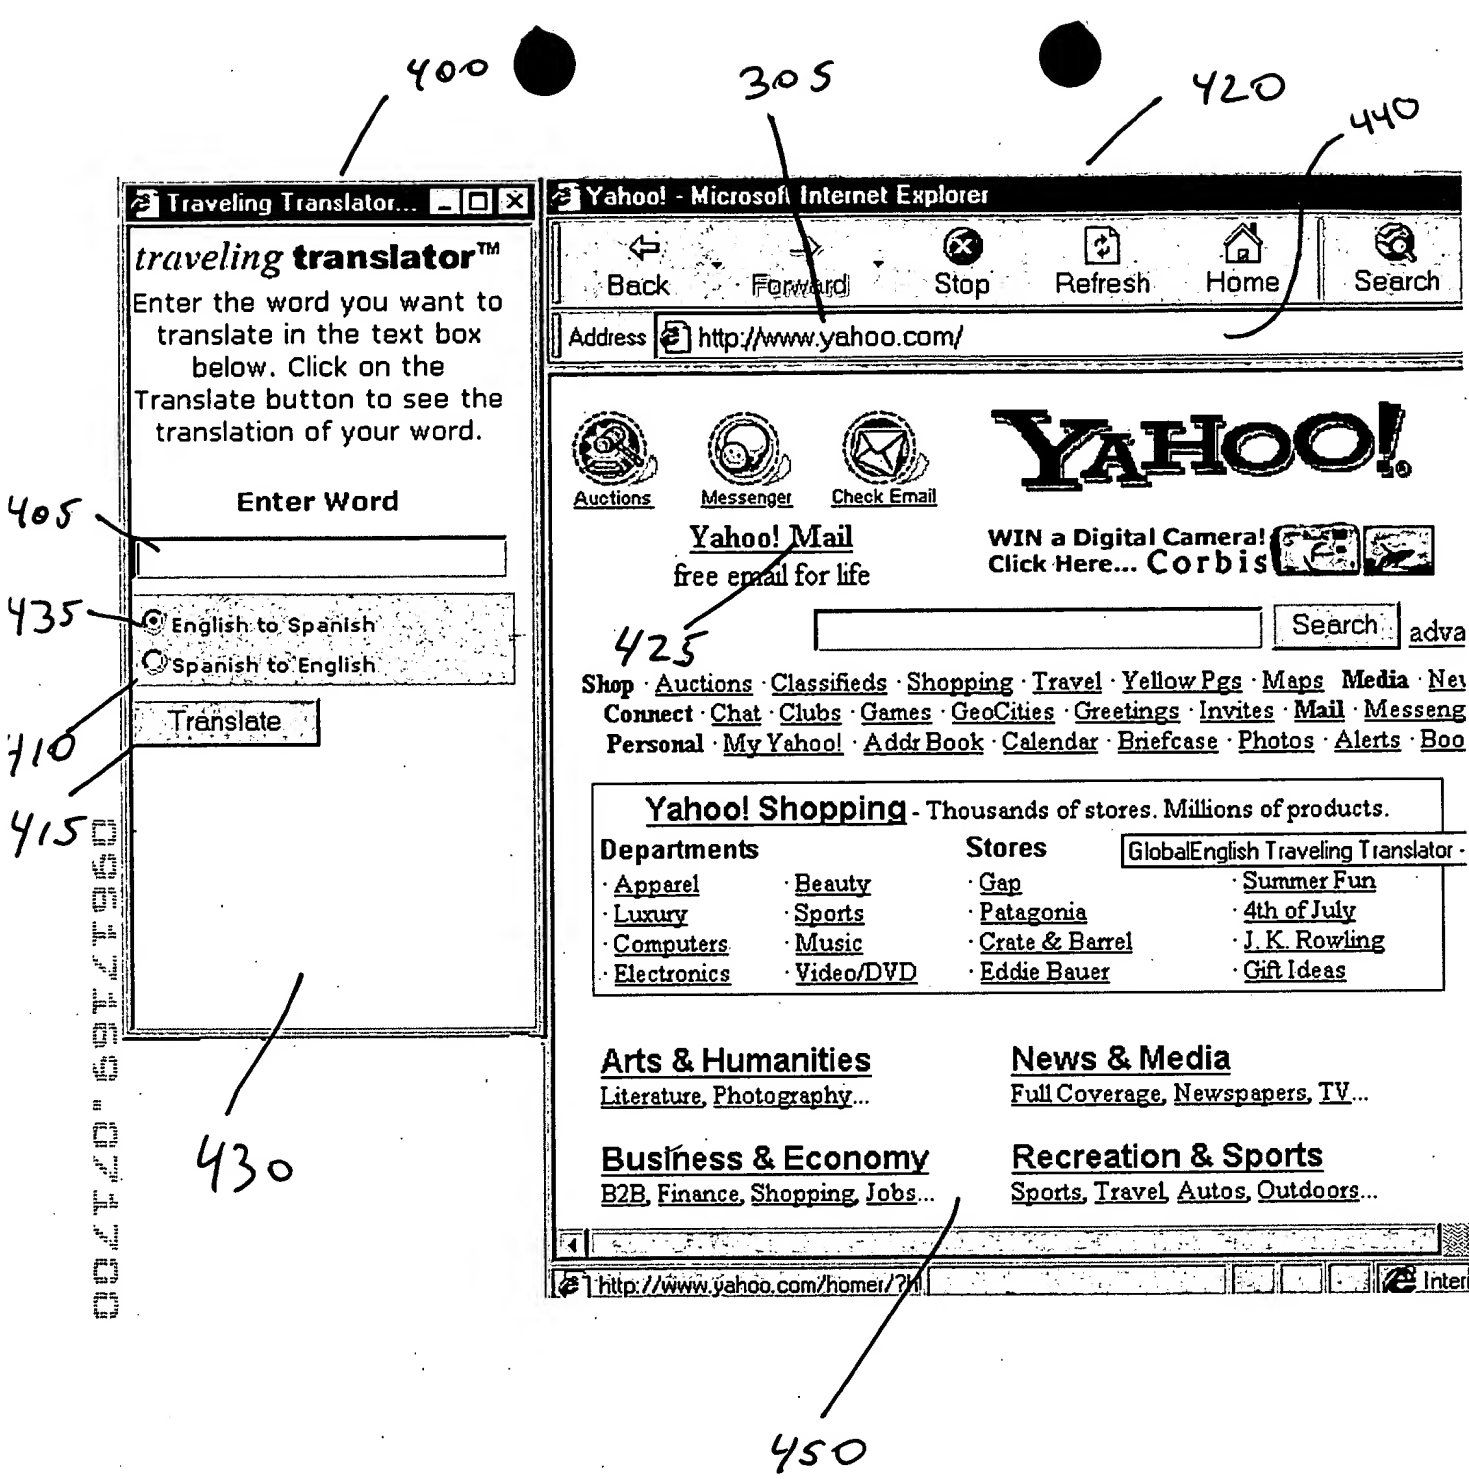 400
305
420
440
Traveling Translator...
traveling translator™
Enter the word you want to
translate in the text box
below. Click on the
Translate button to see the
translation of your word.
Enter Word
405
435
English to Spanish
Spanish to English
410
Translate
415
430
Yahoo! - Microsoft Internet Explorer
Back Forward Stop Refresh Home Search
Address http://www.yahoo.com/
Auctions Messenger Check Email
YAHOO!
Yahoo! Mail
free email for life
WIN a Digital Camera!
Click Here... Corbis
425
Search adva
Shop · Auctions · Classifieds · Shopping · Travel · Yellow Pgs · Maps Media · Nev
Connect · Chat · Clubs · Games · GeoCities · Greetings · Invites · Mail · Messeng
Personal · My Yahoo! · Addr Book · Calendar · Briefcase · Photos · Alerts · Boo
Yahoo! Shopping - Thousands of stores. Millions of products.
Departments Stores GlobalEnglish Traveling Translator -
· Apparel · Beauty · Gap · Summer Fun
· Luxury · Sports · Patagonia · 4th of July
· Computers · Music · Crate & Barrel · J. K. Rowling
· Electronics · Video/DVD · Eddie Bauer · Gift Ideas
Arts & Humanities News & Media
Literature, Photography... Full Coverage, Newspapers, TV...
Business & Economy Recreation & Sports
B2B, Finance, Shopping, Jobs... Sports, Travel, Autos, Outdoors...
http://www.yahoo.com/homer/?h Inter
450